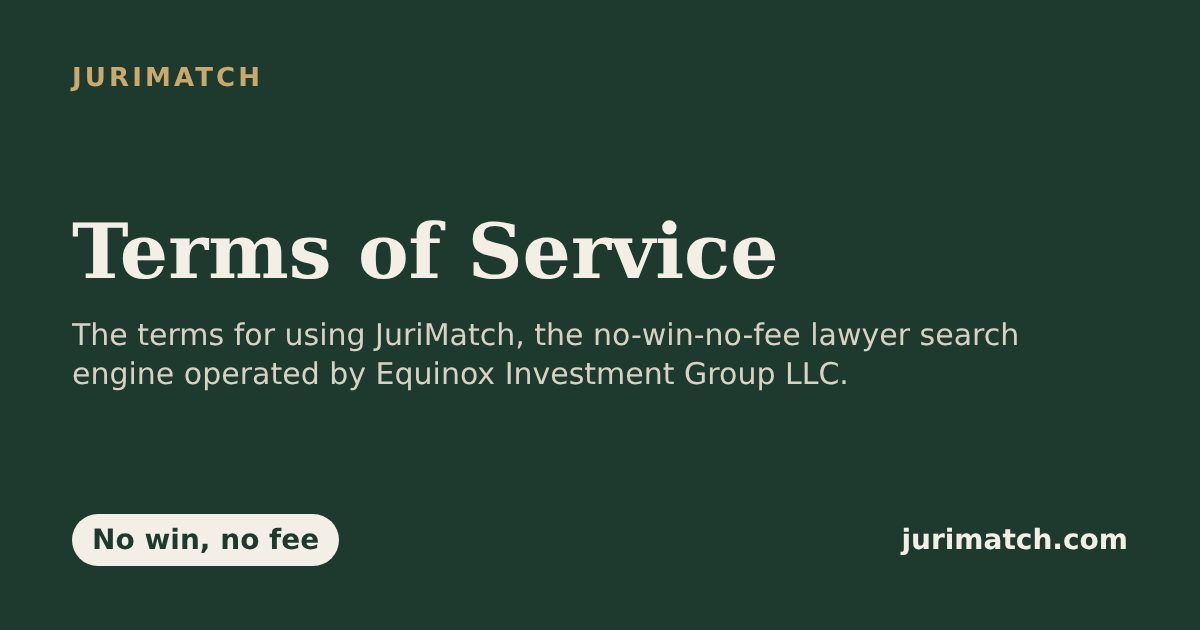 JURIMATCH
Terms of Service
The terms for using JuriMatch, the no-win-no-fee lawyer search
engine operated by Equinox Investment Group LLC.
No win, no fee
jurimatch.com